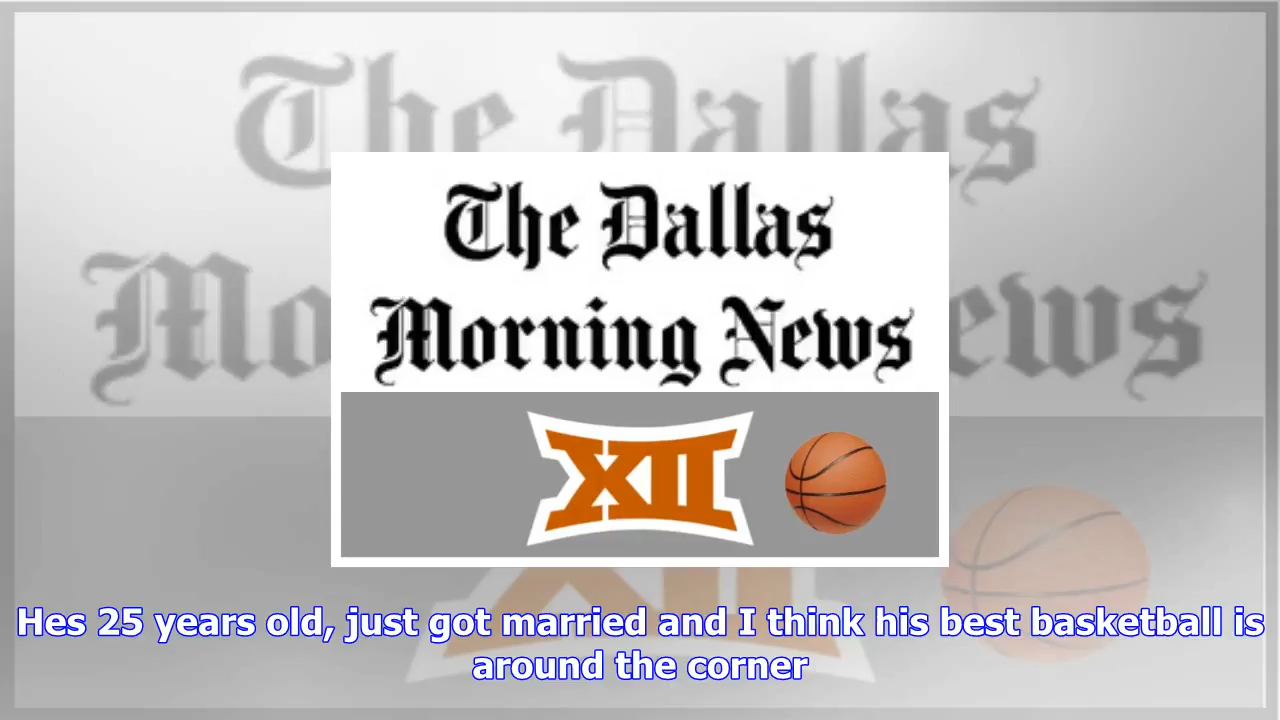 The Dallas
Morning News
XII
Hes 25 years old, just got married and I think his best basketball is
around the corner